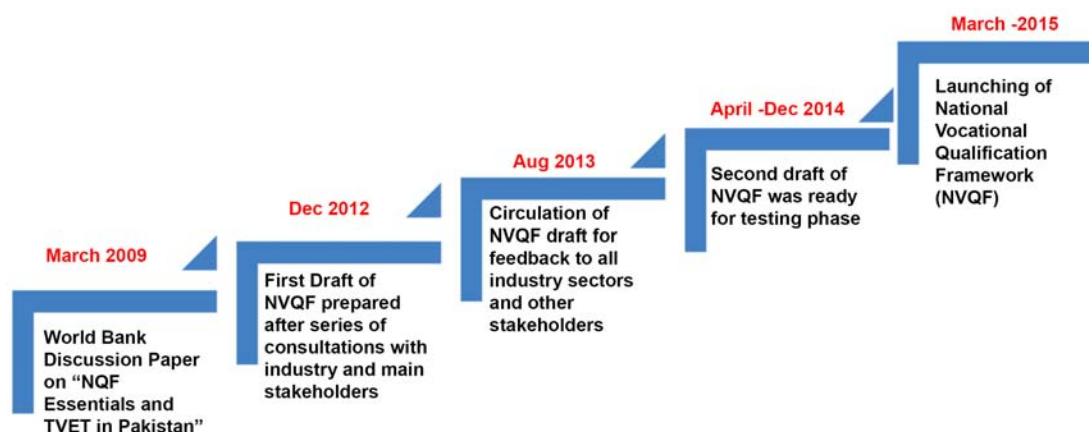 March 2009
World Bank
Discussion Paper
on “NQF
Essentials and
TVET in Pakistan”
Dec 2012
First Draft of
NVQF prepared
after series of
consultations with
industry and main
stakeholders
Aug 2013
Circulation of
NVQF draft for
feedback to all
industry sectors
and other
stakeholders
April -Dec 2014
Second draft of
NVQF was ready
for testing phase
March -2015
Launching of
National
Vocational
Qualification
Framework
(NVQF)